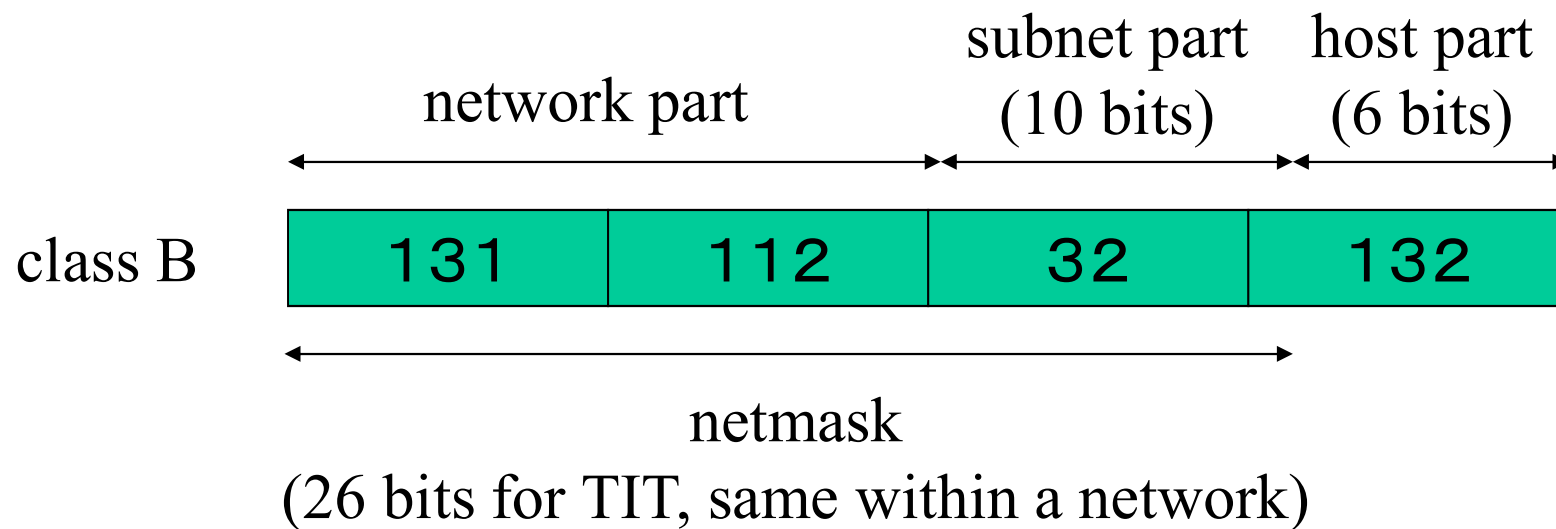 network part
subnet part
(10 bits)
host part
(6 bits)
class B
131
112
32
132
netmask
(26 bits for TIT, same within a network)